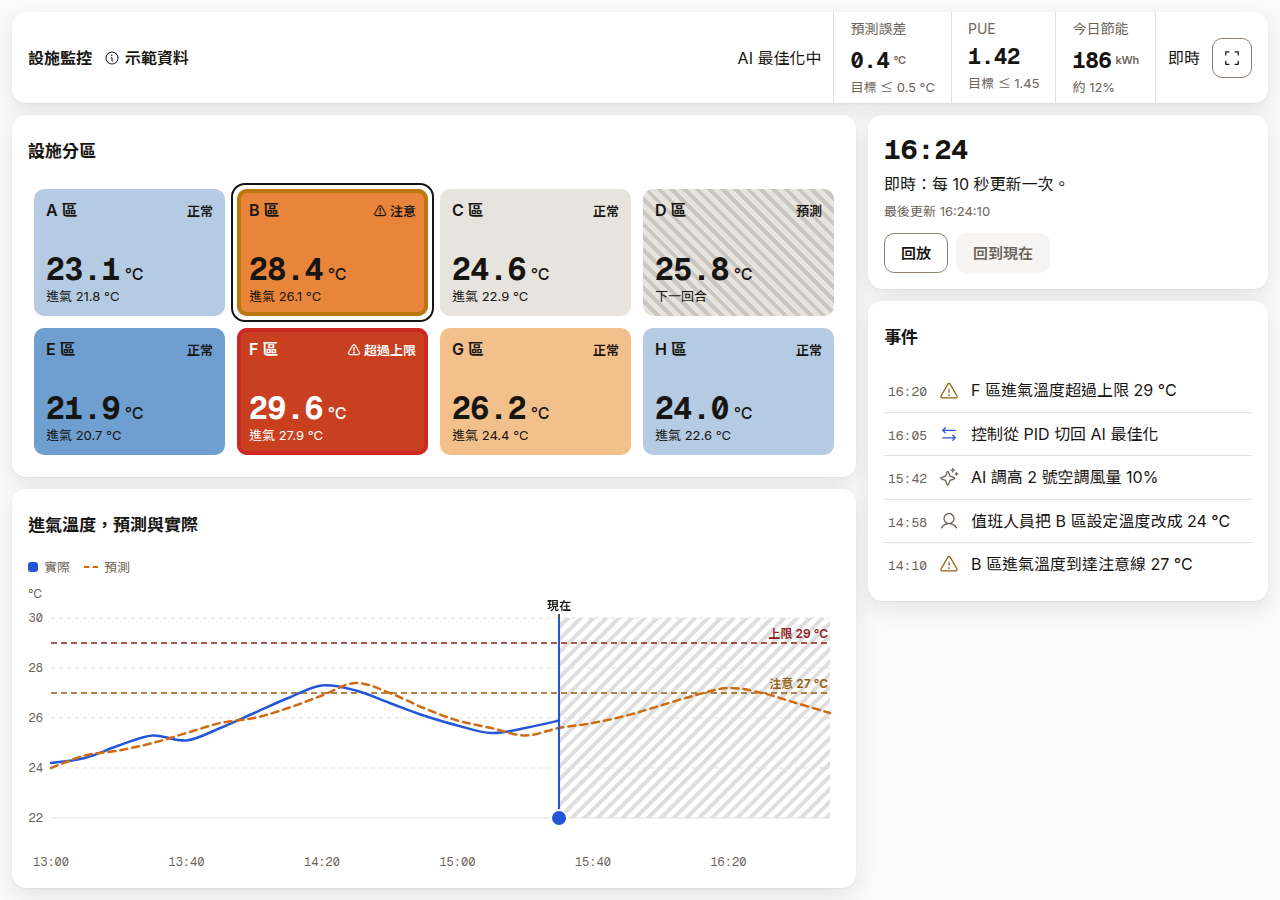 設施監控 示範資料
AI 最佳化中
預測誤差
0.4 °C
目標 ≤ 0.5 °C
PUE
1.42
目標 ≤ 1.45
今日節能
186 kWh
約 12%
即時
設施分區
A 區 正常
23.1 °C
進氣 21.8 °C
B 區 注意
28.4 °C
進氣 26.1 °C
C 區 正常
24.6 °C
進氣 22.9 °C
D 區 預測
25.8 °C
下一回合
E 區 正常
21.9 °C
進氣 20.7 °C
F 區 超過上限
29.6 °C
進氣 27.9 °C
G 區 正常
26.2 °C
進氣 24.4 °C
H 區 正常
24.0 °C
進氣 22.6 °C
進氣溫度，預測與實際
實際 預測
°C
現在
30
上限 29 °C
28
注意 27 °C
26
24
22
13:00 13:40 14:20 15:00 15:40 16:20
16:24
即時：每 10 秒更新一次。
最後更新 16:24:10
回放 回到現在
事件
16:20 F 區進氣溫度超過上限 29 °C
16:05 控制從 PID 切回 AI 最佳化
15:42 AI 調高 2 號空調風量 10%
14:58 值班人員把 B 區設定溫度改成 24 °C
14:10 B 區進氣溫度到達注意線 27 °C